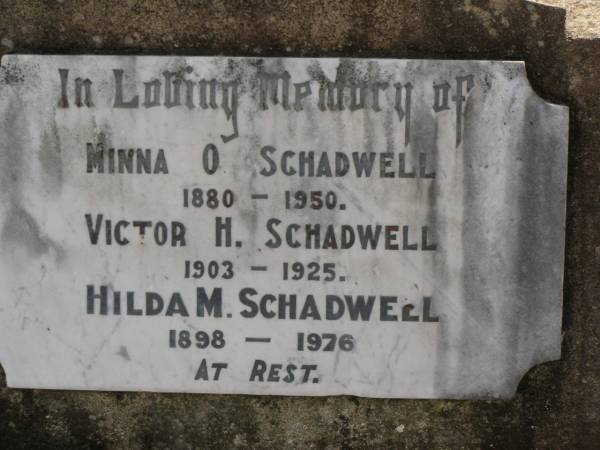 In Loving Memory of
MINNA O SCHADWELL
1880 - 1950.
VICTOR H. SCHADWELL
1903 - 1925.
HILDA M. SCHADWELL
1898 - 1976
AT REST.